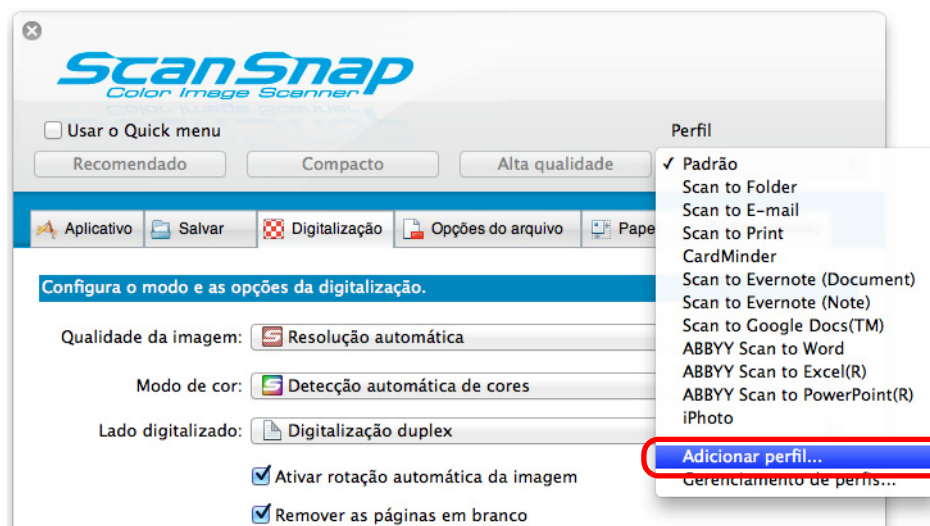 ScanSnap
Color Image Scanner
Usar o Quick menu
Perfil
Recomendado
Compacto
Alta qualidade
✓ Padrão
Scan to Folder
Scan to E-mail
Scan to Print
CardMinder
Scan to Evernote (Document)
Scan to Evernote (Note)
Scan to Google Docs(TM)
ABBYY Scan to Word
ABBYY Scan to Excel(R)
ABBYY Scan to PowerPoint(R)
iPhoto
Adicionar perfil...
Gerenciamento de perfis...
Aplicativo
Salvar
Digitalização
Opções do arquivo
Pape
Configura o modo e as opções da digitalização.
Qualidade da imagem: Resolução automática
Modo de cor: Detecção automática de cores
Lado digitalizado: Digitalização duplex
Ativar rotação automática da imagem
Remover as páginas em branco